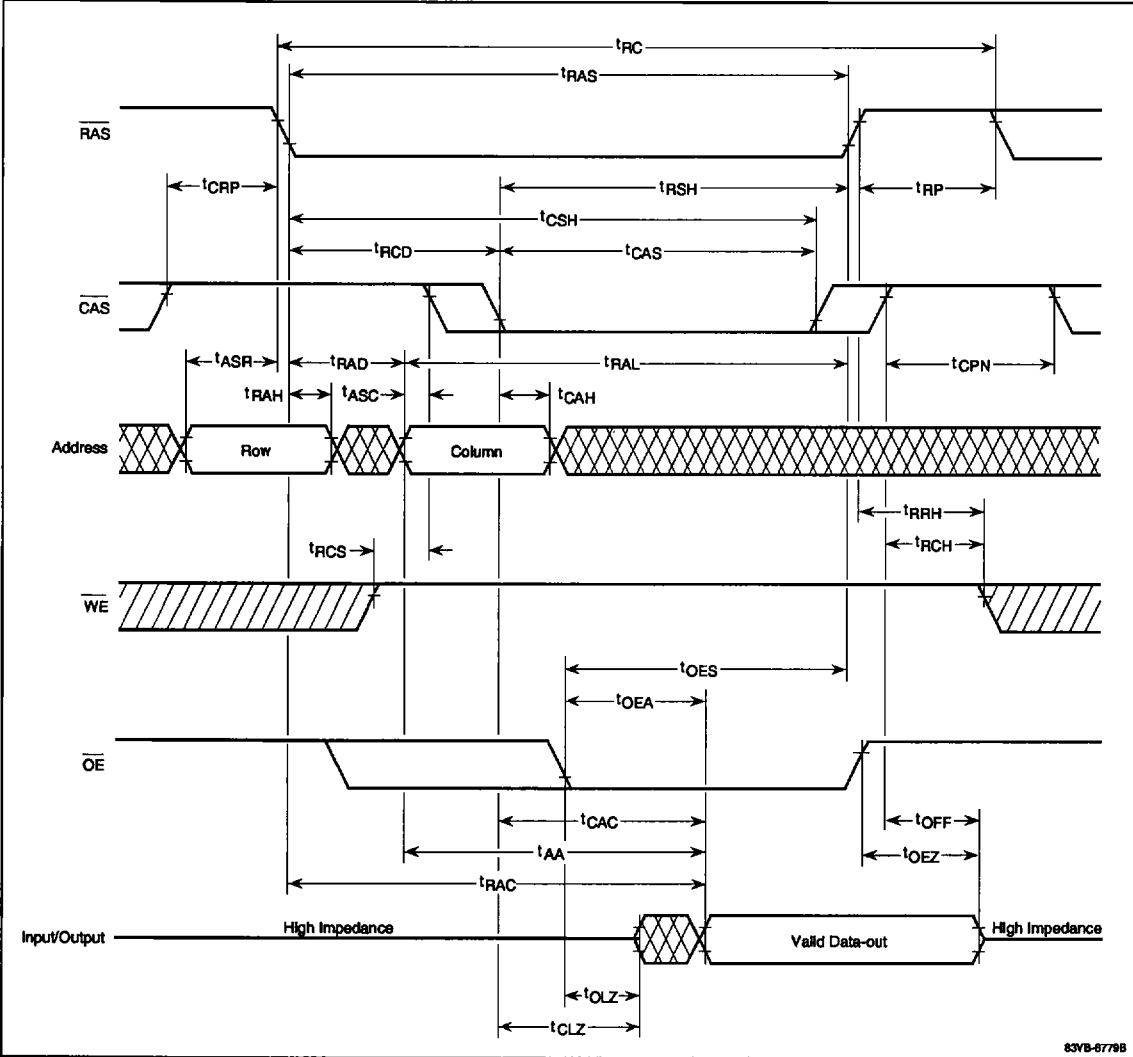 tRC
tRAS
RAS
tCRP
tRSH
tRP
tCSH
tRCD
tCAS
CAS
tASR
tRAD
tRAL
tCPN
tRAH
tASC
tCAH
Address
Row
Column
tRRH
tRCS
tRCH
WE
tOES
tOEA
OE
tCAC
tOFF
tAA
tOEZ
tRAC
Input/Output
High Impedance
Valid Data-out
High Impedance
tOLZ
tCLZ
83VB-6779B